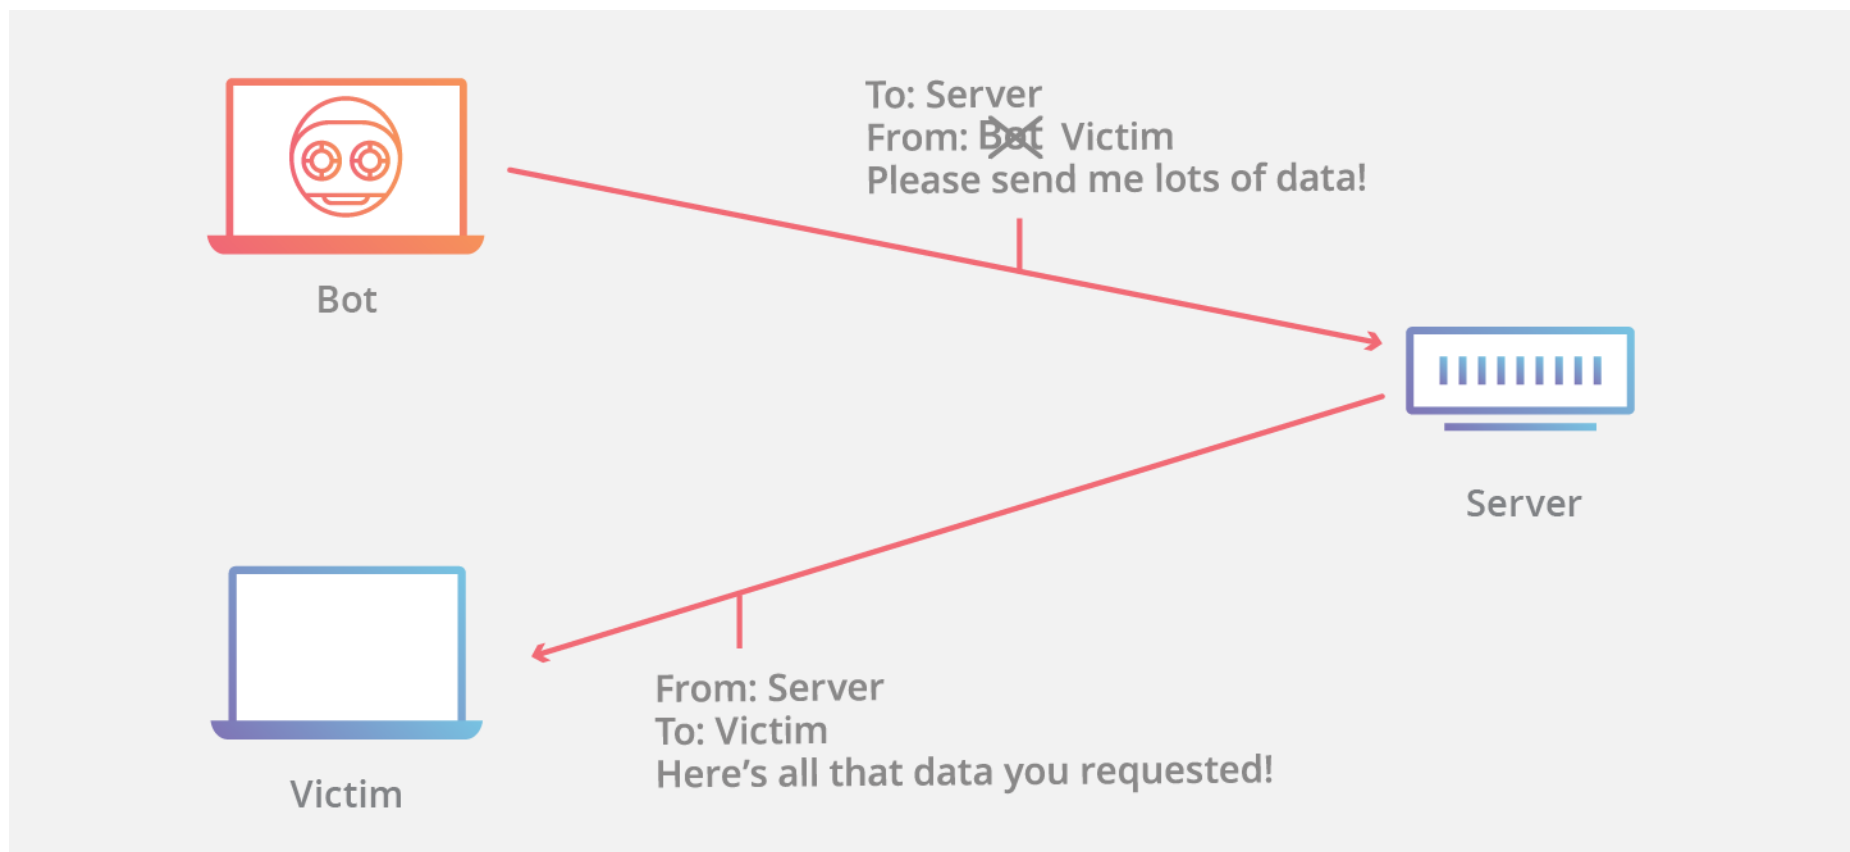 To: Server
From: Bot Victim
Please send me lots of data!
Bot
Server
From: Server
To: Victim
Here's all that data you requested!
Victim